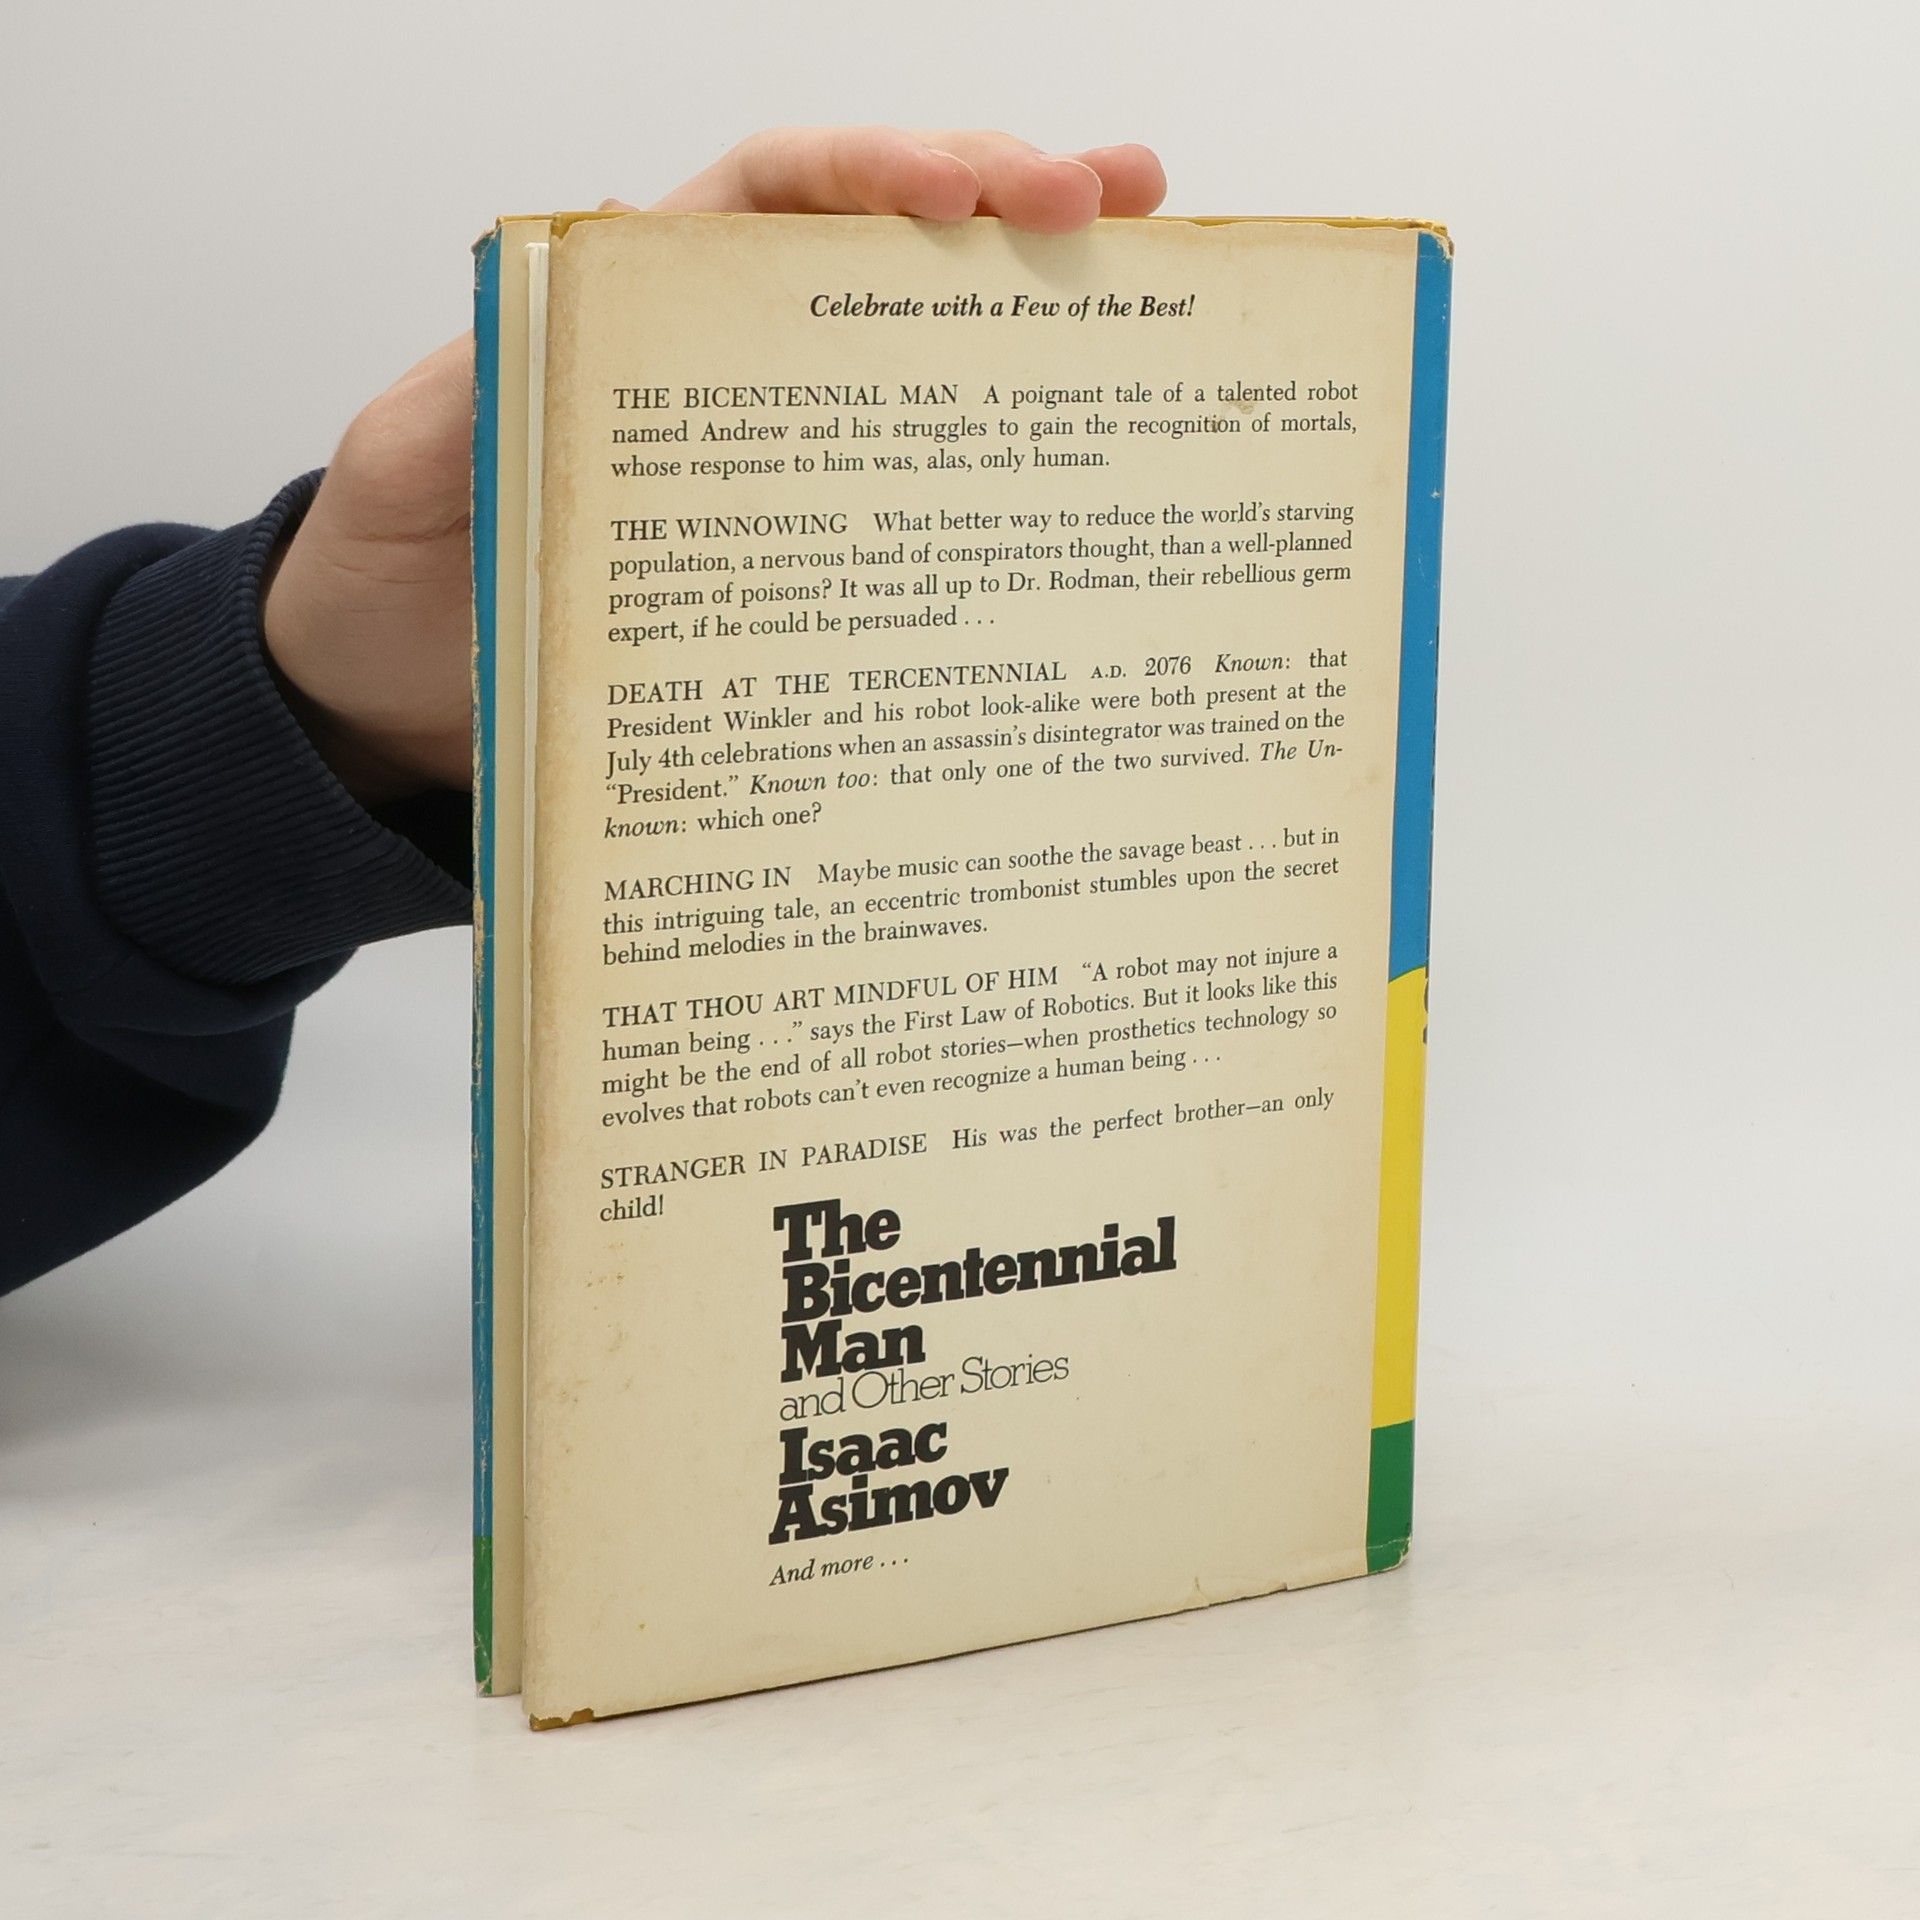 Celebrate with a Few of the Best!
THE BICENTENNIAL MAN A poignant tale of a talented robot
named Andrew and his struggles to gain the recognition of mortals,
whose response to him was, alas, only human.
THE WINNOWING What better way to reduce the world's starving
population, a nervous band of conspirators thought, than a well-planned
program of poisons? It was all up to Dr. Rodman, their rebellious germ
expert, if he could be persuaded . . .
DEATH AT THE TERCENTENNIAL A.D. 2076 Known: that
President Winkler and his robot look-alike were both present at the
July 4th celebrations when an assassin's disintegrator was trained on the
“President.” Known too: that only one of the two survived. The Un-
known: which one?
MARCHING IN Maybe music can soothe the savage beast . . . but in
this intriguing tale, an eccentric trombonist stumbles upon the secret
behind melodies in the brainwaves.
THAT THOU ART MINDFUL OF HIM “A robot may not injure a
human being . . .” says the First Law of Robotics. But it looks like this
might be the end of all robot stories—when prosthetics technology so
evolves that robots can't even recognize a human being . . .
STRANGER IN PARADISE His was the perfect brother—an only
child!
The
Bicentennial
Man
and Other Stories
Isaac
Asimov
And more . . .